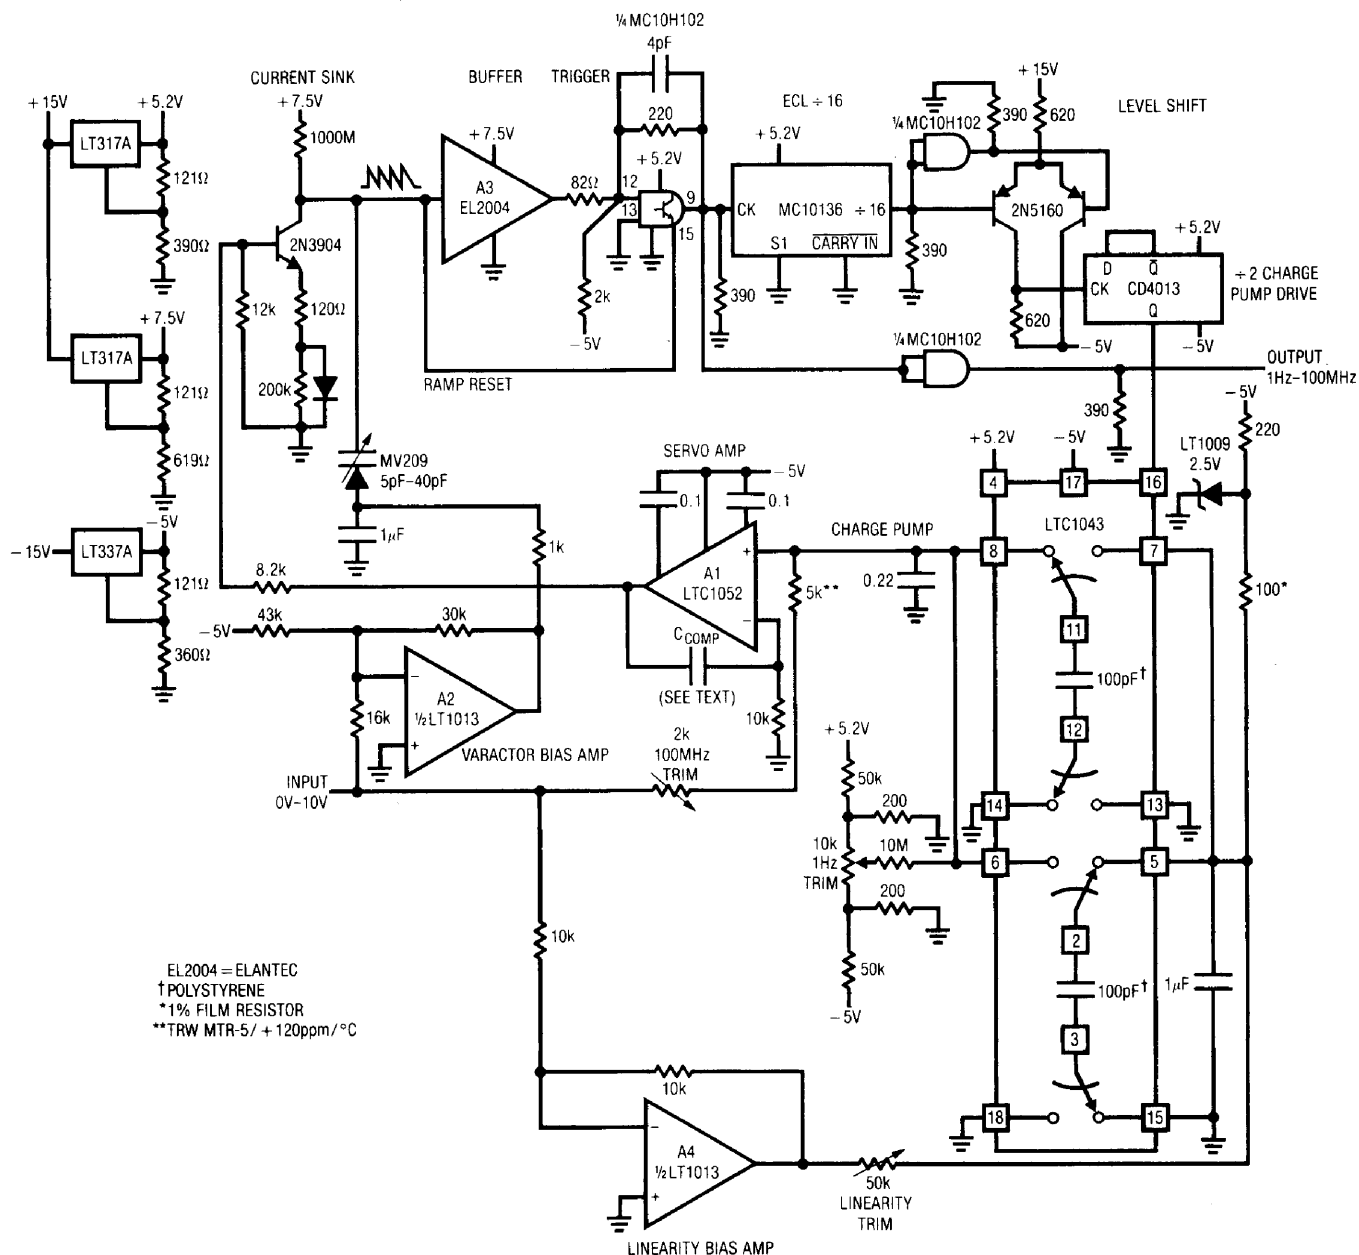 ¼ MC10H102
4pF
CURRENT SINK
BUFFER
TRIGGER
ECL ÷ 16
+15V
LEVEL SHIFT
+15V
+5.2V
+7.5V
220
¼ MC10H102
390
620
LT317A
1000M
+7.5V
+5.2V
+5.2V
121Ω
A3
EL2004
82Ω
12
13
9
15
CK
MC10136 ÷ 16
S1
CARRY IN
2N5160
390Ω
2N3904
390
+5.2V
D
Q̅
CK
CD4013
Q
÷ 2 CHARGE
PUMP DRIVE
12k
120Ω
2k
390
620
+7.5V
−5V
−5V
−5V
LT317A
¼ MC10H102
OUTPUT
1Hz–100MHz
121Ω
200k
RAMP RESET
390
−5V
220
619Ω
MV209
5pF–40pF
SERVO AMP
−5V
+5.2V
−5V
LT1009
2.5V
4
17
16
0.1
0.1
−5V
1µF
1k
CHARGE PUMP
LTC1043
−15V
LT337A
8
7
121Ω
8.2k
+
A1
LTC1052
−
5k**
0.22
100*
43k
30k
11
−5V
360Ω
C COMP
(SEE TEXT)
100pF†
−
A2
½ LT1013
+
16k
10k
12
VARACTOR BIAS AMP
2k
100MHz
TRIM
+5.2V
INPUT
0V–10V
50k
200
14
13
10k
1Hz
TRIM
10M
6
5
200
10k
50k
2
EL2004 = ELANTEC
†POLYSTYRENE
*1% FILM RESISTOR
**TRW MTR-5/ +120ppm/°C
−5V
100pF†
1µF
3
10k
18
15
−
A4
½ LT1013
+
50k
LINEARITY
TRIM
LINEARITY BIAS AMP